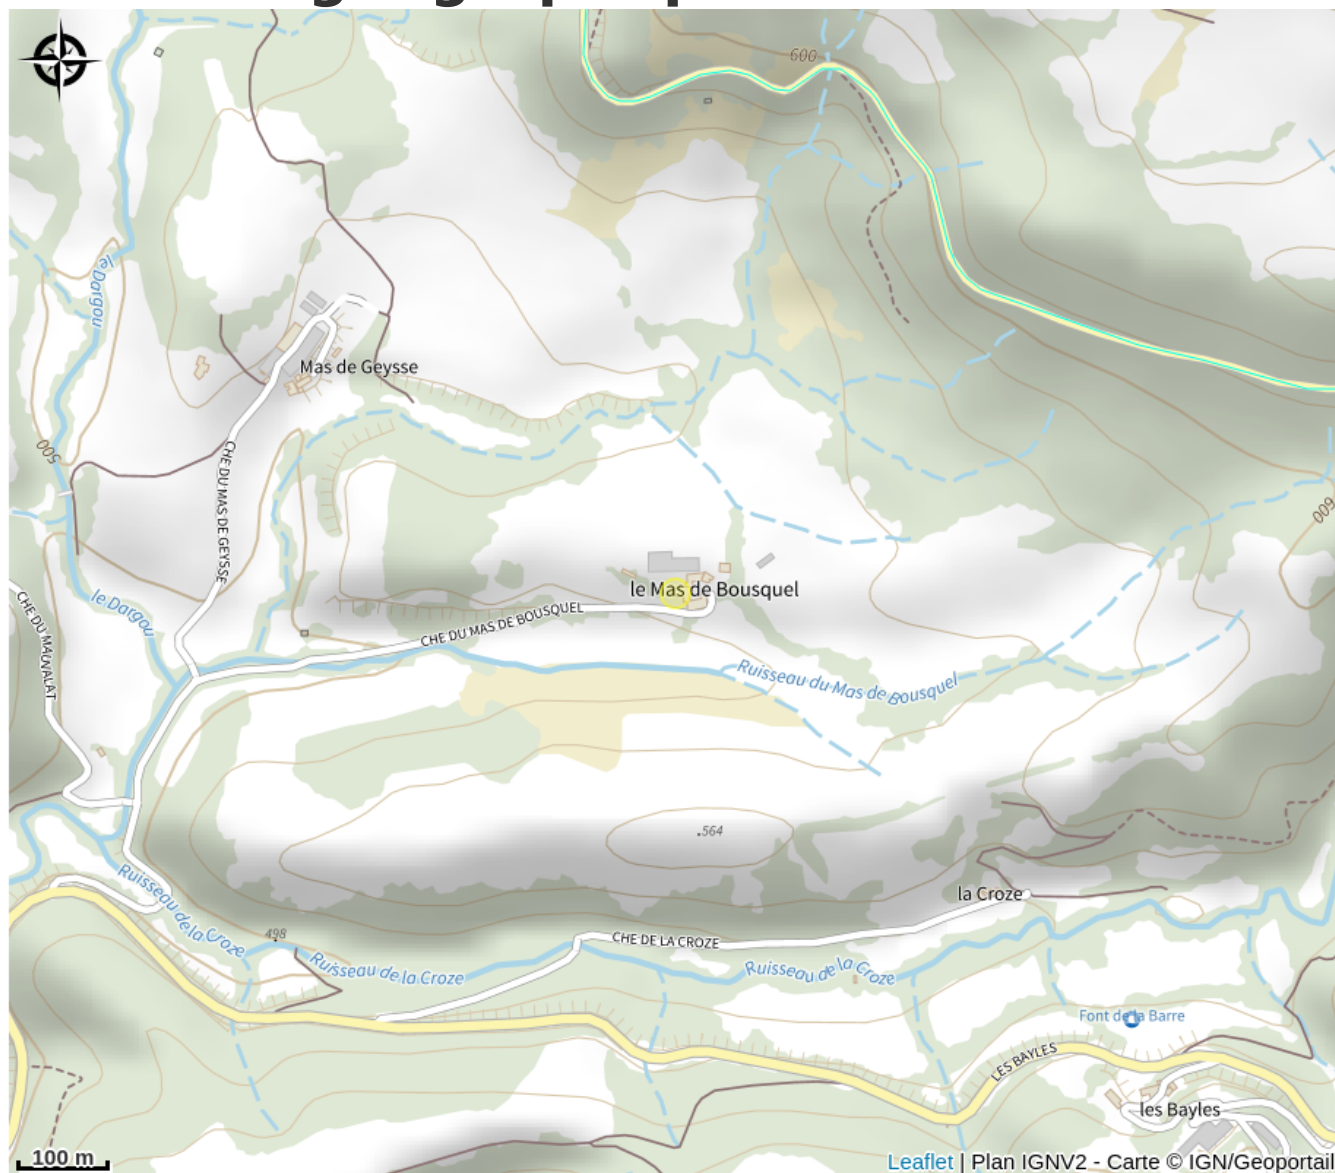 600
le Dargou
Mas de Geysse
500
CHE DU MAS DE GEYSSE
600
le Mas de Bousquel
CHE DU MAS DE BOUSQUEL
le Dargou
CHE DU MAUVALAT
Ruisseau du Mas de Bousquel
.564
Ruisseau de la Croze
la Croze
498
CHE DE LA CROZE
Ruisseau de la Croze
Ruisseau de la Croze
Font de la Barre
LES BAYLES
les Bayles
100 m
Leaflet | Plan IGNV2 - Carte © IGN/Geoportail